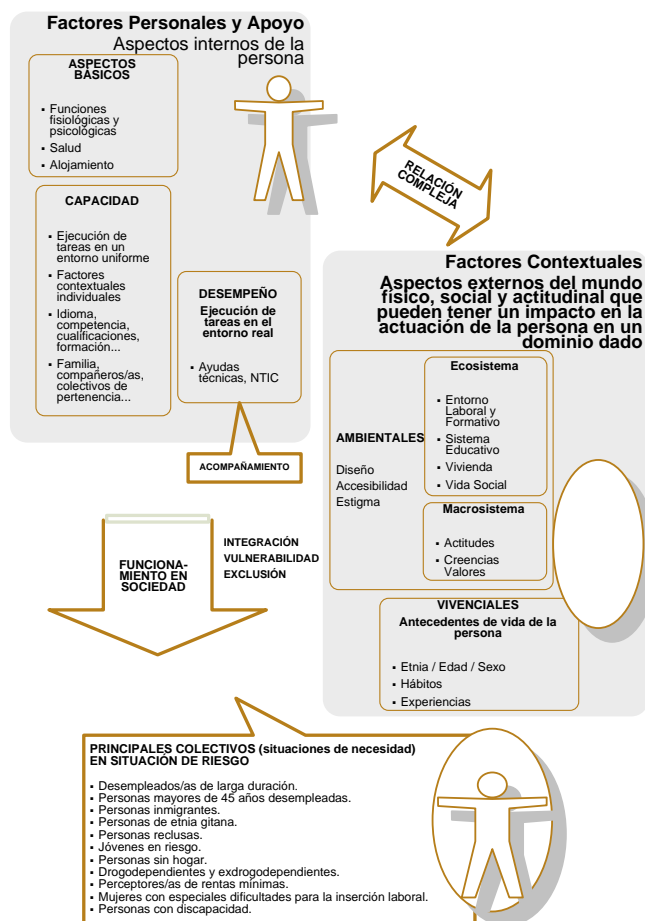 Factores Personales y Apoyo
Aspectos internos de la
persona
ASPECTOS
BÁSICOS
▪ Funciones
fisiológicas y
psicológicas
▪ Salud
▪ Alojamiento
CAPACIDAD
▪ Ejecución de
tareas en un
entorno uniforme
▪ Factores
contextuales
individuales
▪ Idioma,
competencia,
cualificaciones,
formación...
▪ Familia,
compañeros/as,
colectivos de
pertenencia...
DESEMPEÑO
Ejecución de
tareas en el
entorno real
▪ Ayudas
técnicas, NTIC
ACOMPAÑAMIENTO
RELACIÓN
COMPLEJA
Factores Contextuales
Aspectos externos del mundo
físico, social y actitudinal que
pueden tener un impacto en la
actuación de la persona en un
dominio dado
AMBIENTALES
Diseño
Accesibilidad
Estigma
Ecosistema
▪ Entorno
Laboral y
Formativo
▪ Sistema
Educativo
▪ Vivienda
▪ Vida Social
Macrosistema
▪ Actitudes
▪ Creencias
Valores
VIVENCIALES
Antecedentes de vida de la
persona
▪ Etnia / Edad / Sexo
▪ Hábitos
▪ Experiencias
FUNCIONA-
MIENTO EN
SOCIEDAD
INTEGRACIÓN
VULNERABILIDAD
EXCLUSIÓN
PRINCIPALES COLECTIVOS (situaciones de necesidad)
EN SITUACIÓN DE RIESGO
▪ Desempleados/as de larga duración.
▪ Personas mayores de 45 años desempleadas.
▪ Personas inmigrantes.
▪ Personas de etnia gitana.
▪ Personas reclusas.
▪ Jóvenes en riesgo.
▪ Personas sin hogar.
▪ Drogodependientes y exdrogodependientes.
▪ Perceptores/as de rentas mínimas.
▪ Mujeres con especiales dificultades para la inserción laboral.
▪ Personas con discapacidad.